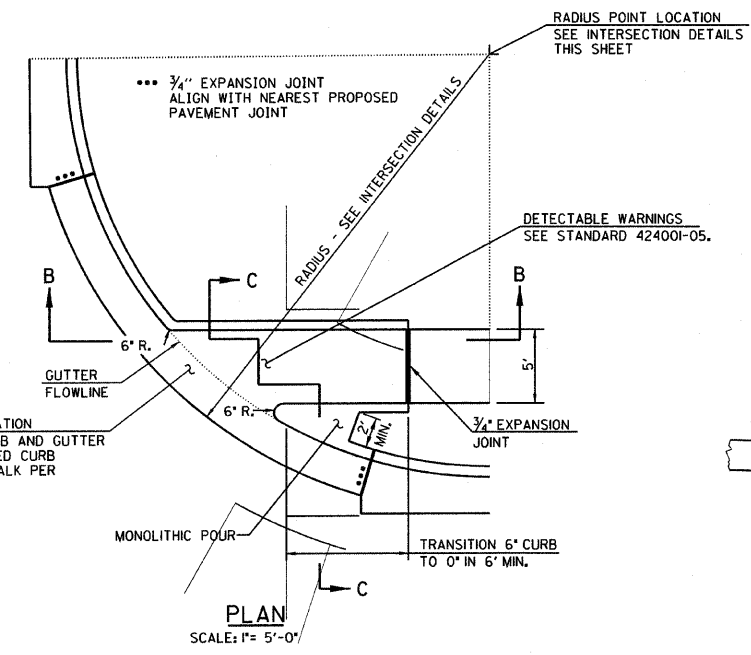 RADIUS POINT LOCATION
SEE INTERSECTION DETAILS
THIS SHEET
••• 3/4" EXPANSION JOINT
ALIGN WITH NEAREST PROPOSED
PAVEMENT JOINT
RADIUS - SEE INTERSECTION DETAILS
DETECTABLE WARNINGS
SEE STANDARD 424001-05.
B
C
B
6" R.
5'
GUTTER
FLOWLINE
6" R.
2'
MIN.
3/4" EXPANSION
JOINT
ATION
B AND GUTTER
ED CURB
ALK PER
MONOLITHIC POUR
TRANSITION 6" CURB
TO 0" IN 6' MIN.
C
PLAN
SCALE: 1"= 5'-0"